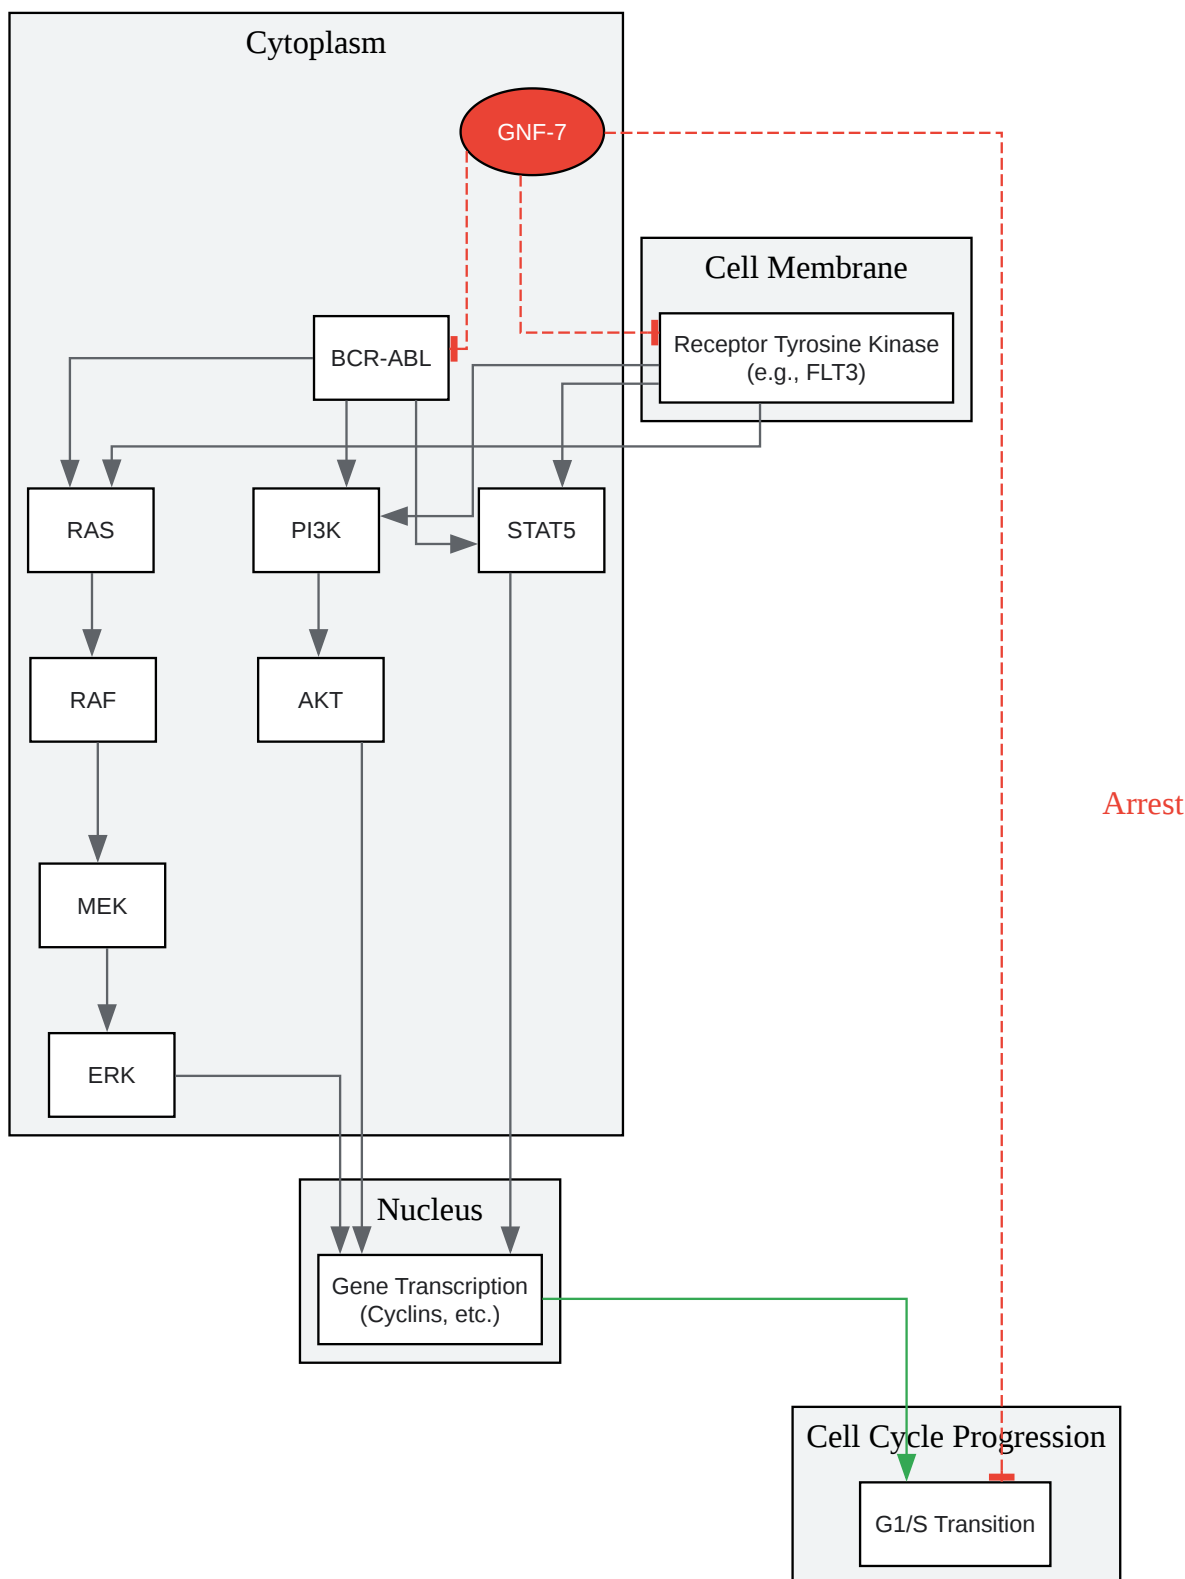 Cytoplasm
GNF-7
Cell Membrane
Receptor Tyrosine Kinase
(e.g., FLT3)
BCR-ABL
RAS
PI3K
STAT5
RAF
AKT
Arrest
MEK
ERK
Nucleus
Gene Transcription
(Cyclins, etc.)
Cell Cycle Progression
G1/S Transition